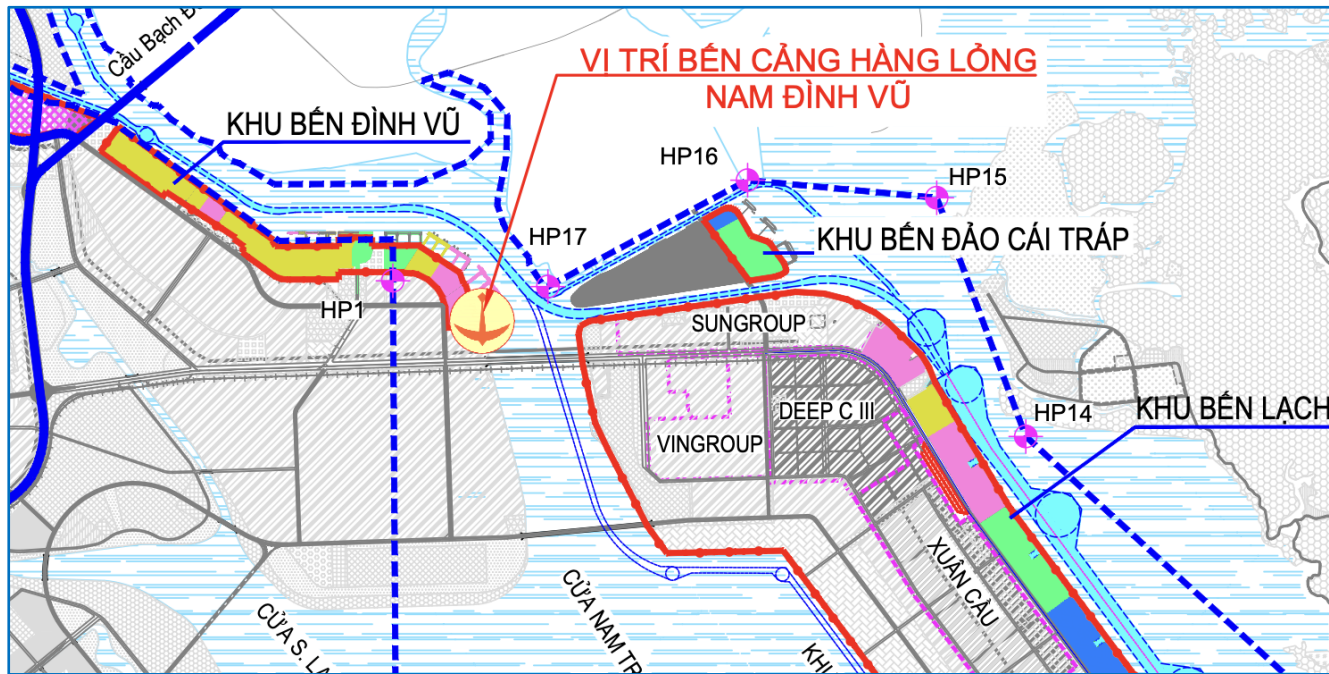 Cầu Bạch
VỊ TRÍ BẾN CẢNG HÀNG LỎNG
NAM ĐÌNH VŨ
KHU BẾN ĐÌNH VŨ
HP16
HP15
HP17
KHU BẾN ĐẢO CÁI TRÁP
HP1
SUNGROUP
DEEP C III
HP14
KHU BẾN LẠCH
VINGROUP
XUÂN CẦU
CỬA S. LA
CỬA NAM TR
KHU